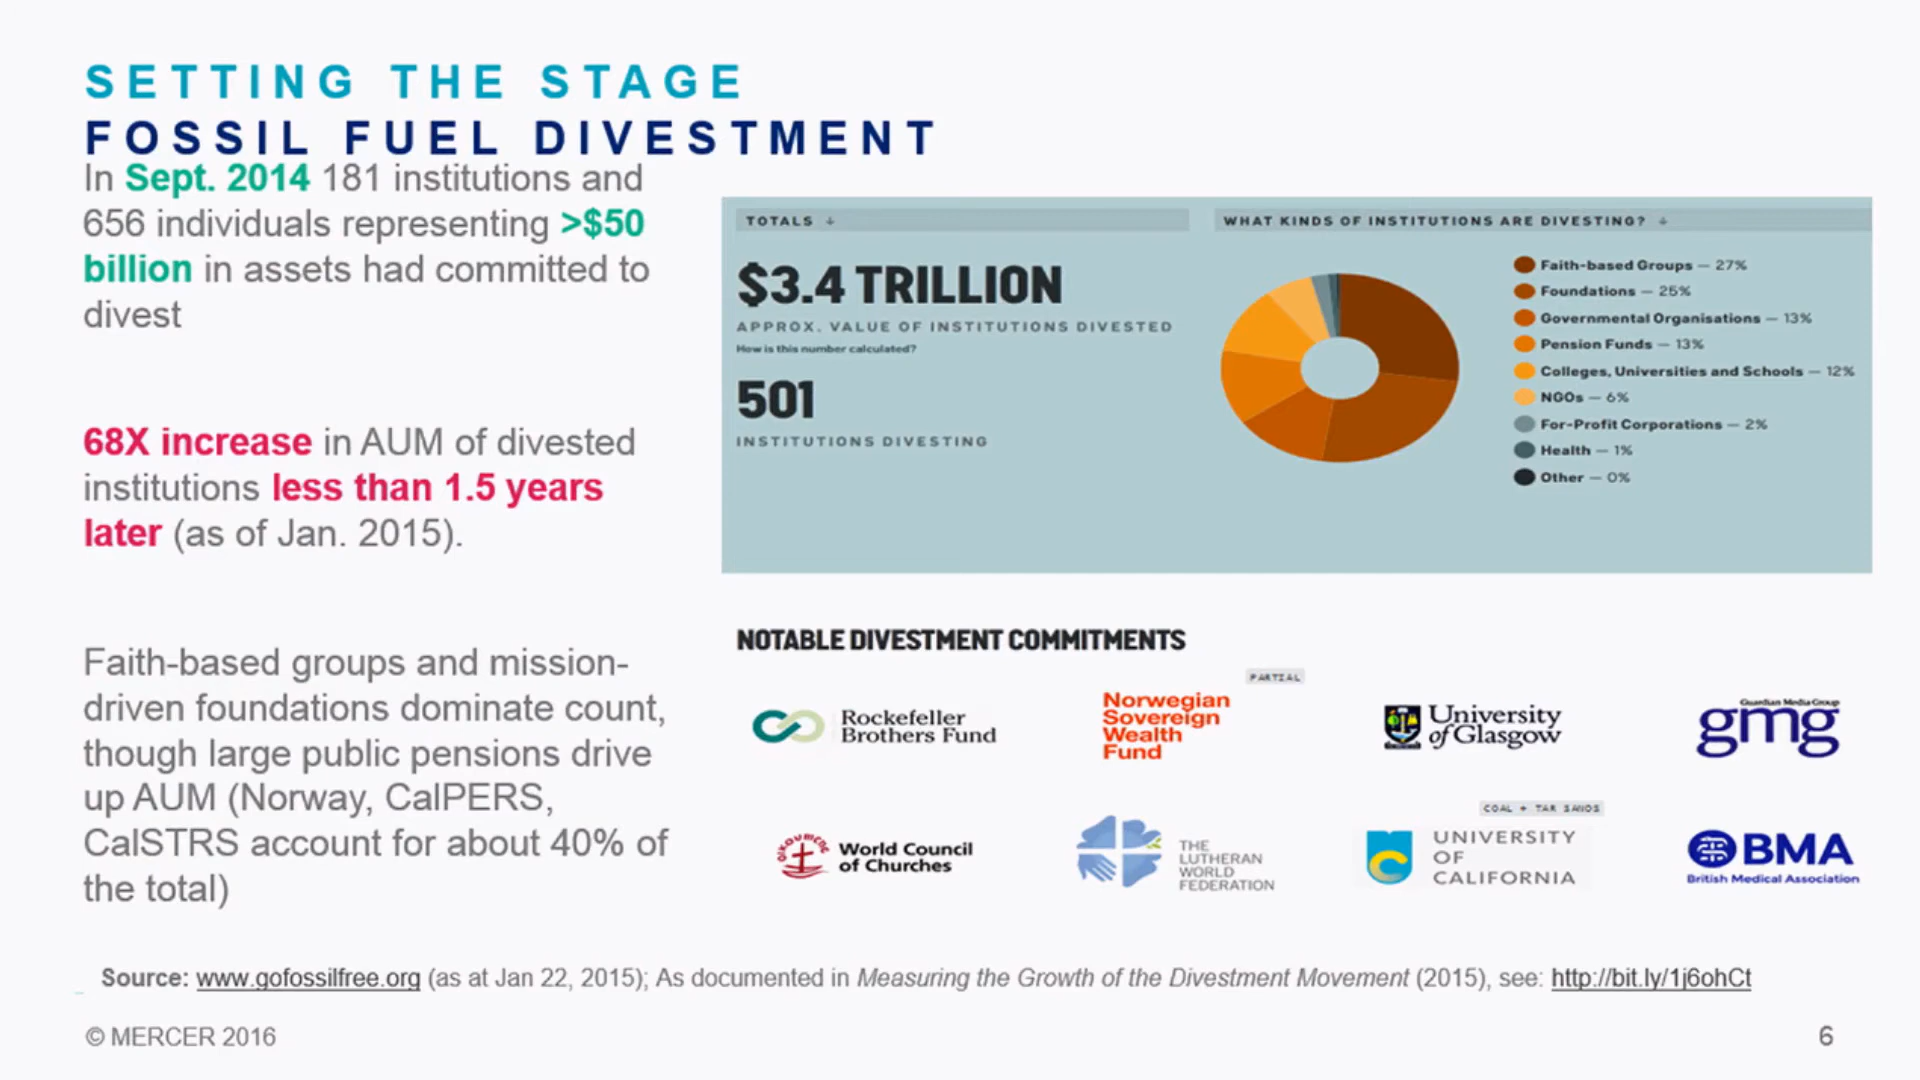 SETTING THE STAGE
FOSSIL FUEL DIVESTMENT
In Sept. 2014 181 institutions and
656 individuals representing >$50
billion in assets had committed to
divest
68X increase in AUM of divested
institutions less than 1.5 years
later (as of Jan. 2015).
Faith-based groups and mission-
driven foundations dominate count,
though large public pensions drive
up AUM (Norway, CalPERS,
CalSTRS account for about 40% of
the total)
TOTALS ↓
$3.4 TRILLION
APPROX. VALUE OF INSTITUTIONS DIVESTED
How is this number calculated?
501
INSTITUTIONS DIVESTING
WHAT KINDS OF INSTITUTIONS ARE DIVESTING? ↓
Faith-based Groups — 27%
Foundations — 25%
Governmental Organisations — 13%
Pension Funds — 13%
Colleges, Universities and Schools — 12%
NGOs — 6%
For-Profit Corporations — 2%
Health — 1%
Other — 0%
NOTABLE DIVESTMENT COMMITMENTS
Rockefeller
Brothers Fund
PARTIAL
Norwegian
Sovereign
Wealth
Fund
University
of Glasgow
Guardian Media Group
gmg
OIKOUMENE
World Council
of Churches
THE
LUTHERAN
WORLD
FEDERATION
COAL + TAR SANDS
UNIVERSITY
OF
CALIFORNIA
BMA
British Medical Association
Source: www.gofossilfree.org (as at Jan 22, 2015); As documented in Measuring the Growth of the Divestment Movement (2015), see: http://bit.ly/1j6ohCt
© MERCER 2016
6